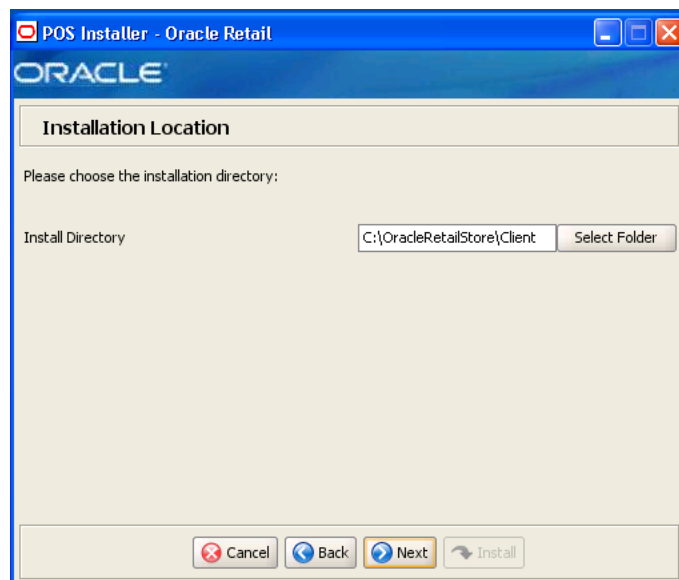 POS Installer - Oracle Retail
ORACLE
Installation Location
Please choose the installation directory:
Install Directory
C:\OracleRetailStore\Client
Select Folder
Cancel
Back
Next
Install